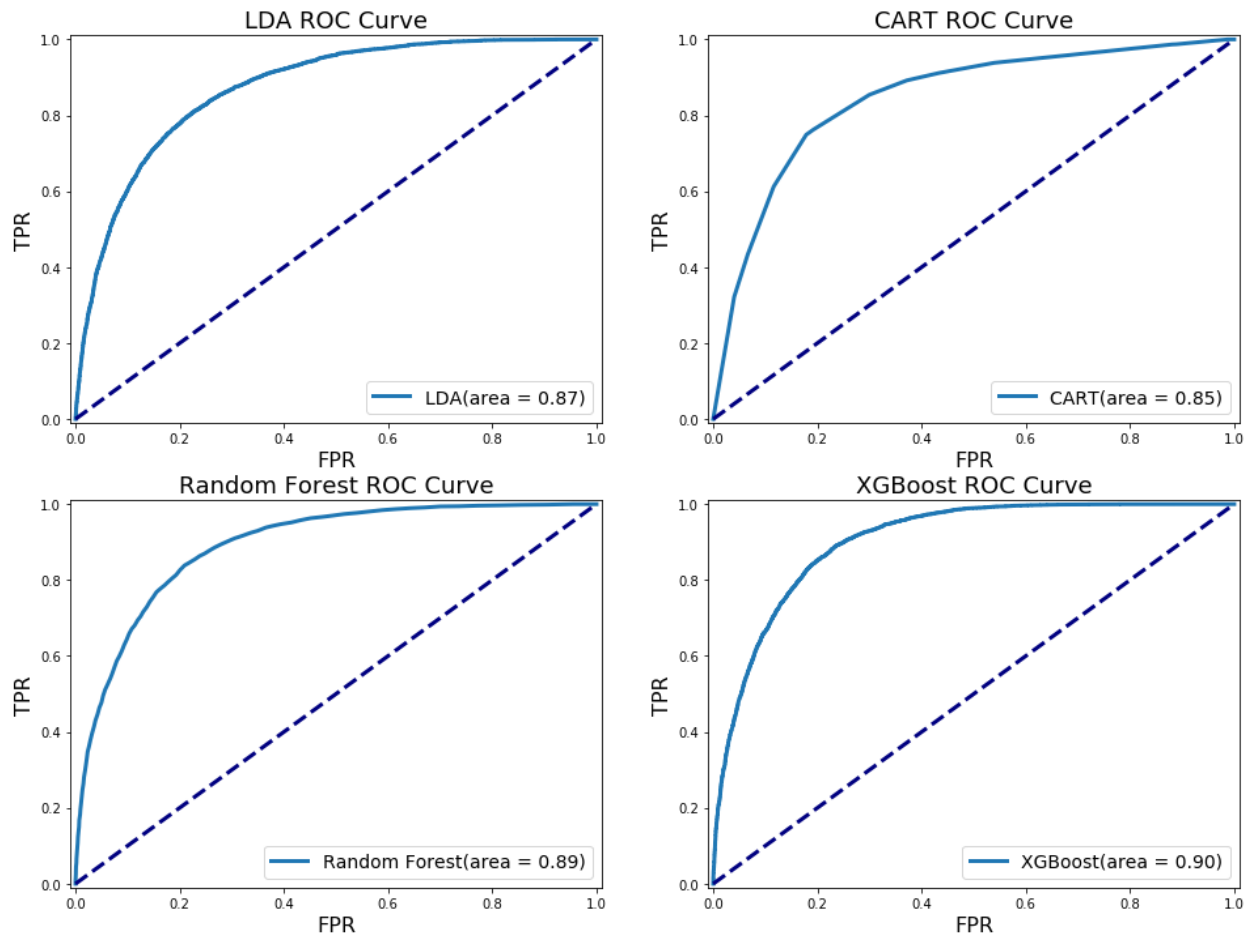 LDA ROC Curve
1.0
0.8
0.6
0.4
0.2
0.0
TPR
LDA(area = 0.87)
0.0 0.2 0.4 0.6 0.8 1.0
FPR
CART ROC Curve
1.0
0.8
0.6
0.4
0.2
0.0
TPR
CART(area = 0.85)
0.0 0.2 0.4 0.6 0.8 1.0
FPR
Random Forest ROC Curve
1.0
0.8
0.6
0.4
0.2
0.0
TPR
Random Forest(area = 0.89)
0.0 0.2 0.4 0.6 0.8 1.0
FPR
XGBoost ROC Curve
1.0
0.8
0.6
0.4
0.2
0.0
TPR
XGBoost(area = 0.90)
0.0 0.2 0.4 0.6 0.8 1.0
FPR